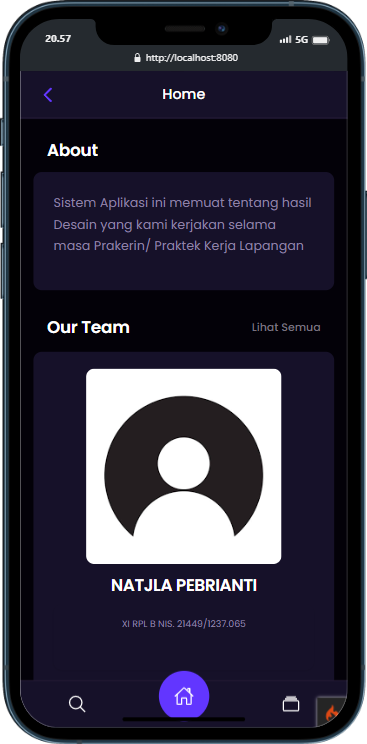 20.57
5G
http://localhost:8080
Home
About
Sistem Aplikasi ini memuat tentang hasil
Desain yang kami kerjakan selama
masa Prakerin/ Praktek Kerja Lapangan
Our Team
Lihat Semua
NATJLA PEBRIANTI
XI RPL B NIS. 21449/1237.065